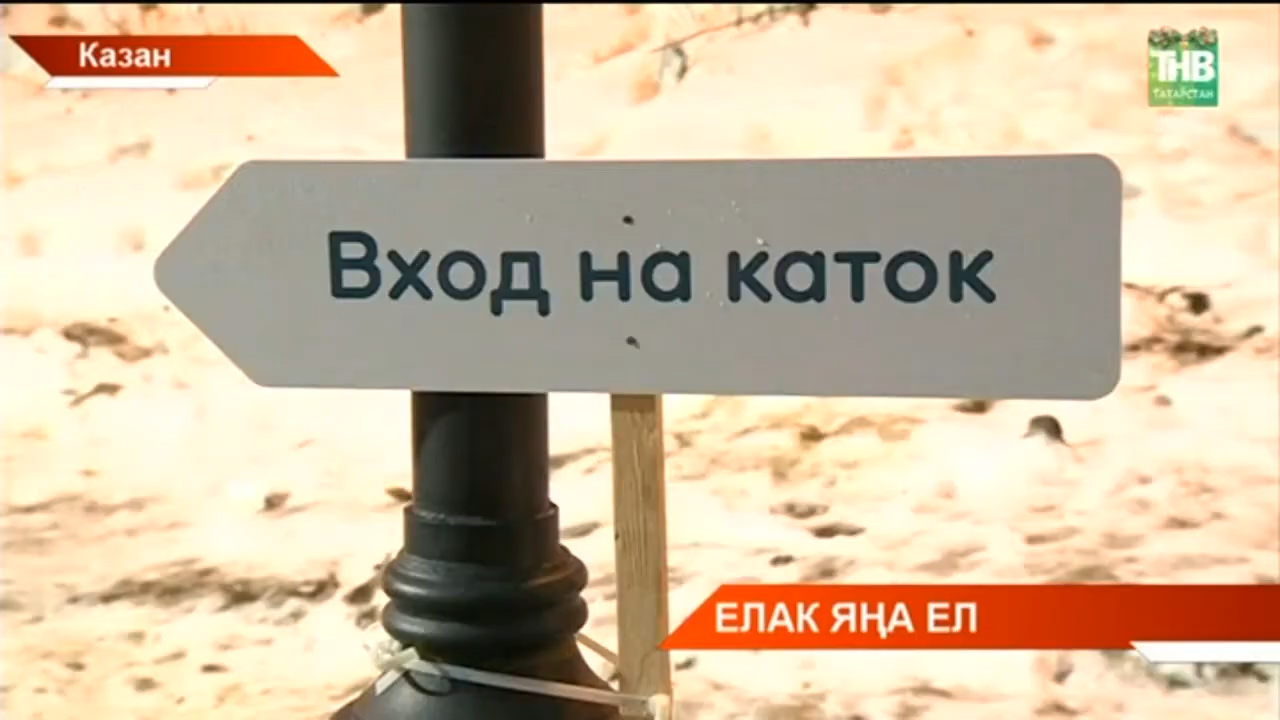 Казан
ТНВ
ТАТАРСТАН
Вход на каток
ЕЛАК ЯҢА ЕЛ